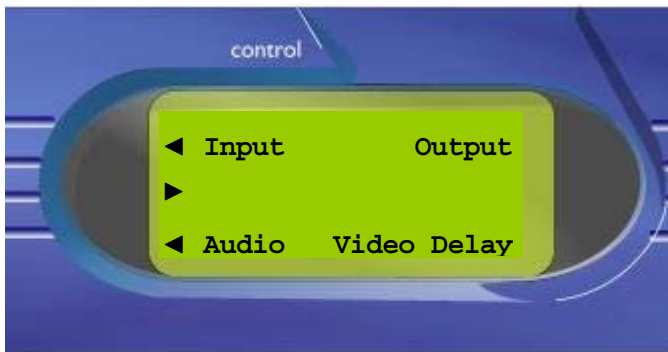 control
◄ Input Output
►
◄ Audio Video Delay